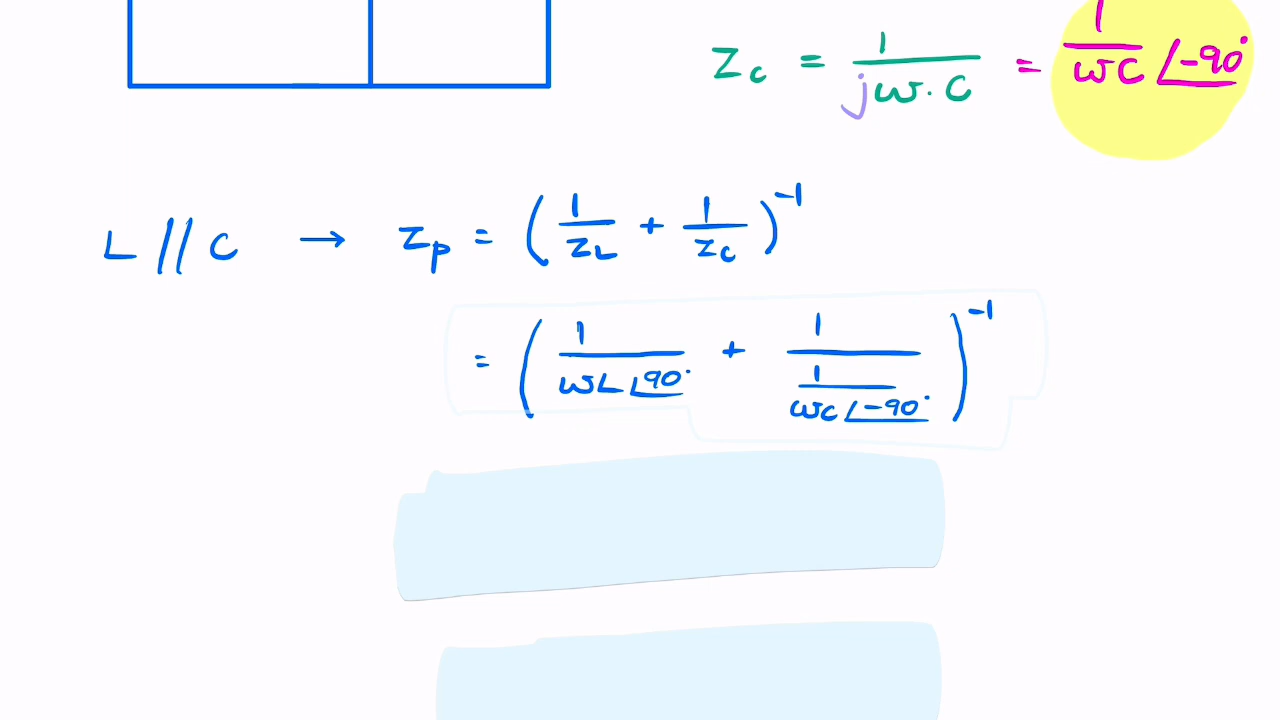 Zc = 1/(jω·C) = 1/(ωC) ∠-90°
L // C → Zp = (1/ZL + 1/Zc)^-1
= (1/(ωL∠90°) + 1/(1/(ωC∠-90°)))^-1